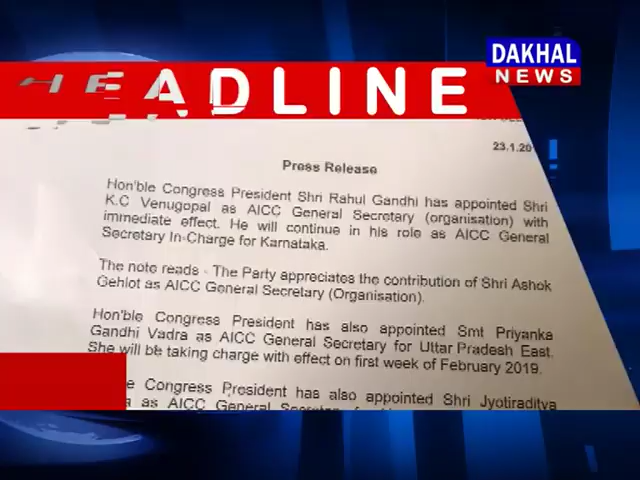 DAKHAL
NEWS
HEADLINE
23.1.20
Press Release
Hon'ble Congress President Shri Rahul Gandhi has appointed Shri
K.C Venugopal as AICC General Secretary (organisation) with
immediate effect. He will continue in his role as AICC General
Secretary In-Charge for Karnataka.
The note reads - The Party appreciates the contribution of Shri Ashok
Gehlot as AICC General Secretary (Organisation).
Hon'ble Congress President has also appointed Smt Priyanka
Gandhi Vadra as AICC General Secretary for Uttar Pradesh East.
She will be taking charge with effect on first week of February 2019.
Congress President has also appointed Shri Jyotiraditya
as AICC General